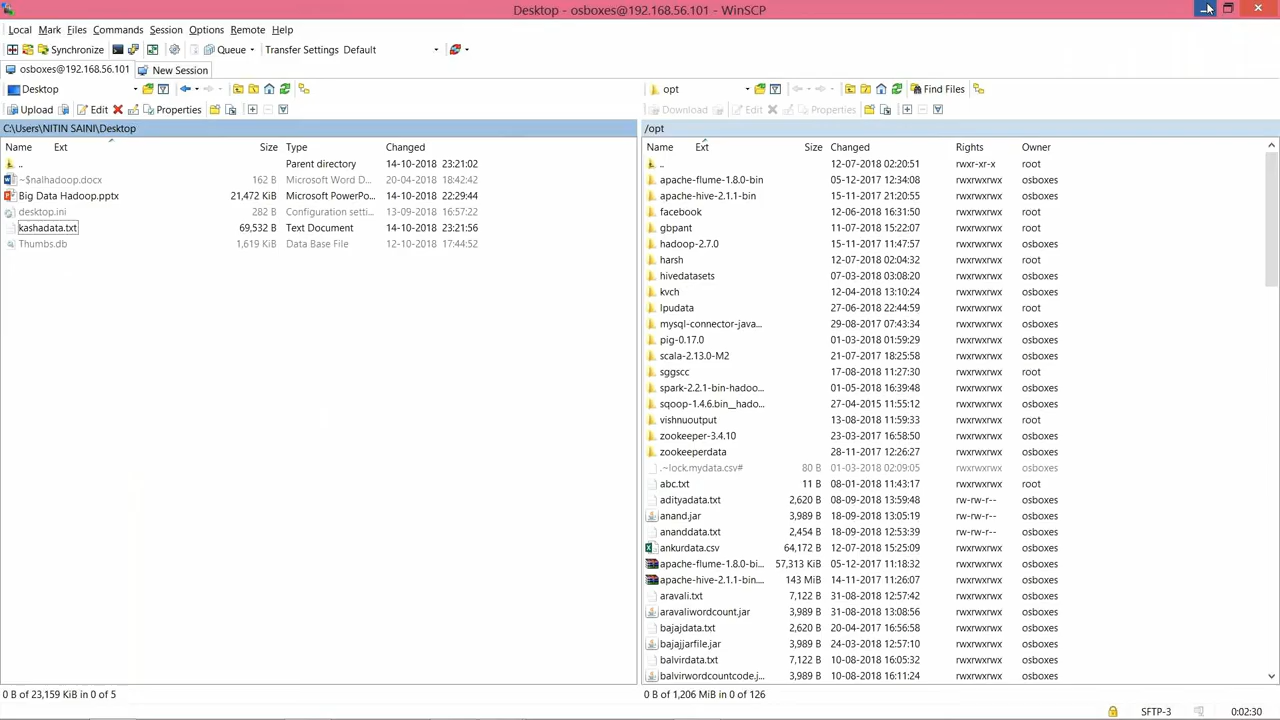 Desktop - osboxes@192.168.56.101 - WinSCP
Local Mark Files Commands Session Options Remote Help
Synchronize Queue Transfer Settings Default
osboxes@192.168.56.101 New Session
Desktop opt Find Files
Upload Edit Properties Download Edit Properties
C:\Users\NITIN SAINI\Desktop /opt
Name Ext Size Type Changed Name Ext Size Changed Rights Owner
.. Parent directory 14-10-2018 23:21:02 .. 12-07-2018 02:20:51 rwxr-xr-x root
~$nalhadoop.docx 162 B Microsoft Word D... 20-04-2018 18:42:42 apache-flume-1.8.0-bin 05-12-2017 12:34:08 rwxrwxrwx osboxes
Big Data Hadoop.pptx 21,472 KiB Microsoft PowerPo... 14-10-2018 22:29:44 apache-hive-2.1.1-bin 15-11-2017 21:20:55 rwxrwxrwx osboxes
desktop.ini 282 B Configuration setti... 13-09-2018 16:57:22 facebook 12-06-2018 16:31:50 rwxrwxrwx root
kashadata.txt 69,532 B Text Document 14-10-2018 23:21:56 gbpant 11-07-2018 15:22:07 rwxrwxrwx root
Thumbs.db 1,619 KiB Data Base File 12-10-2018 17:44:52 hadoop-2.7.0 15-11-2017 11:47:57 rwxrwxrwx osboxes
harsh 12-07-2018 02:04:32 rwxrwxrwx root
hivedatasets 07-03-2018 03:08:20 rwxrwxrwx osboxes
kvch 12-04-2018 13:10:24 rwxrwxrwx osboxes
lpudata 27-06-2018 22:44:59 rwxrwxrwx root
mysql-connector-java... 29-08-2017 07:43:34 rwxrwxrwx osboxes
pig-0.17.0 01-03-2018 01:59:29 rwxrwxrwx osboxes
scala-2.13.0-M2 21-07-2017 18:25:58 rwxrwxrwx osboxes
sggscc 17-08-2018 11:27:30 rwxrwxrwx root
spark-2.2.1-bin-hadoo... 01-05-2018 16:39:48 rwxrwxrwx osboxes
sqoop-1.4.6.bin__hado... 27-04-2015 11:55:12 rwxrwxrwx osboxes
vishnuoutput 13-08-2018 11:59:33 rwxrwxrwx root
zookeeper-3.4.10 23-03-2017 16:58:50 rwxrwxrwx osboxes
zookeeperdata 28-11-2017 12:26:27 rwxrwxrwx osboxes
.~lock.mydata.csv# 80 B 01-03-2018 02:09:05 rwxrwxrwx osboxes
abc.txt 11 B 08-01-2018 11:43:17 rwxrwxrwx root
adityadata.txt 2,620 B 08-09-2018 13:59:48 rw-rw-r-- osboxes
anand.jar 3,989 B 18-09-2018 13:05:19 rw-rw-r-- osboxes
ananddata.txt 2,454 B 18-09-2018 12:53:39 rw-rw-r-- osboxes
ankurdata.csv 64,172 B 12-07-2018 15:25:09 rwxrwxrwx osboxes
apache-flume-1.8.0-bi... 57,313 KiB 05-12-2017 11:18:32 rwxrwxrwx osboxes
apache-hive-2.1.1-bin.... 143 MiB 14-11-2017 11:26:07 rwxrwxrwx osboxes
aravali.txt 7,122 B 31-08-2018 12:57:42 rwxrwxrwx osboxes
aravaliwordcount.jar 3,989 B 31-08-2018 13:08:56 rwxrwxrwx osboxes
bajajdata.txt 2,620 B 20-04-2017 16:56:58 rwxrwxrwx osboxes
bajajjarfile.jar 3,989 B 24-03-2018 12:57:10 rwxrwxrwx osboxes
balvirdata.txt 7,122 B 10-08-2018 16:05:32 rwxrwxrwx osboxes
balvirwordcountcode.j... 3,989 B 10-08-2018 16:11:24 rwxrwxrwx osboxes
0 B of 23,159 KiB in 0 of 5 0 B of 1,206 MiB in 0 of 126
SFTP-3 0:02:30